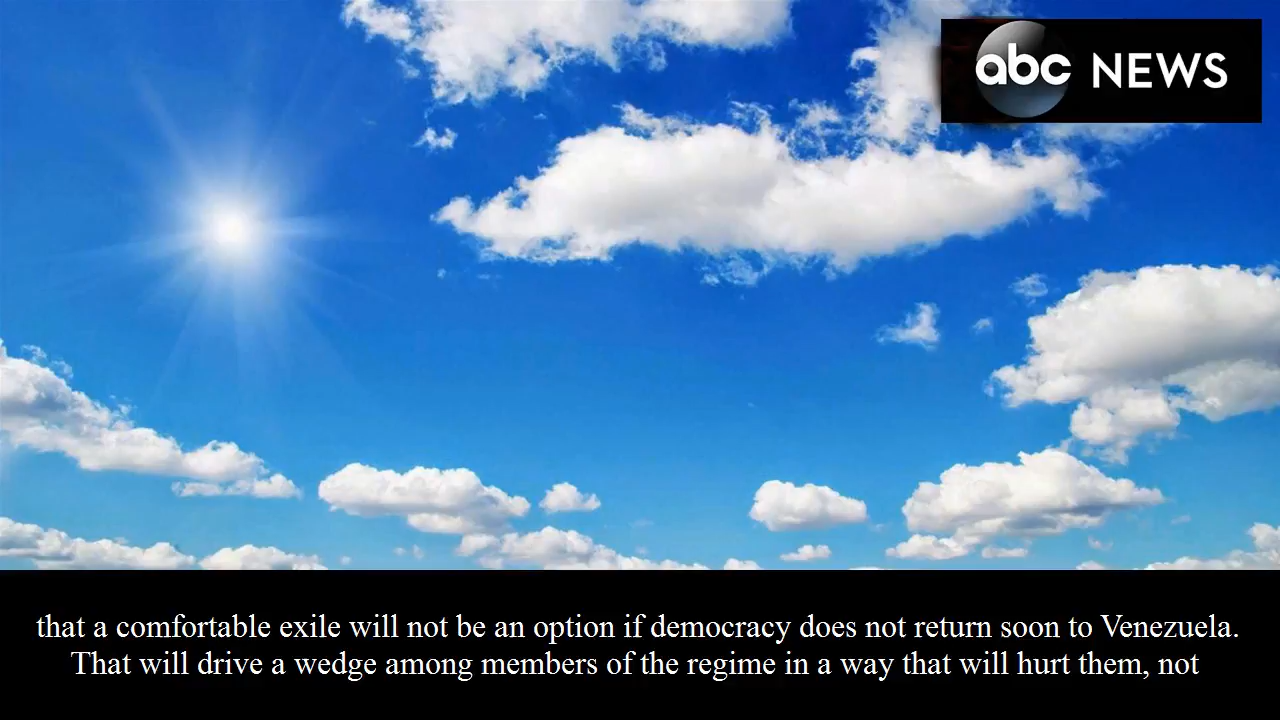 abc NEWS
that a comfortable exile will not be an option if democracy does not return soon to Venezuela.
That will drive a wedge among members of the regime in a way that will hurt them, not